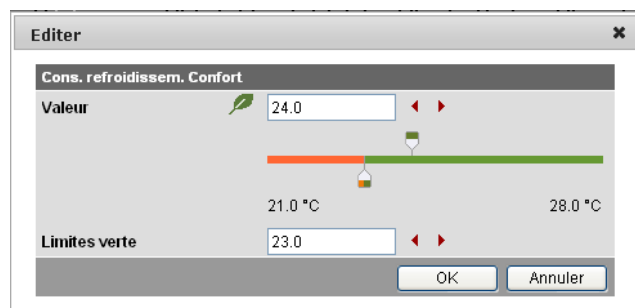 Editer
Cons. refroidissem. Confort
Valeur 24.0
21.0 °C 28.0 °C
Limites verte 23.0
OK Annuler